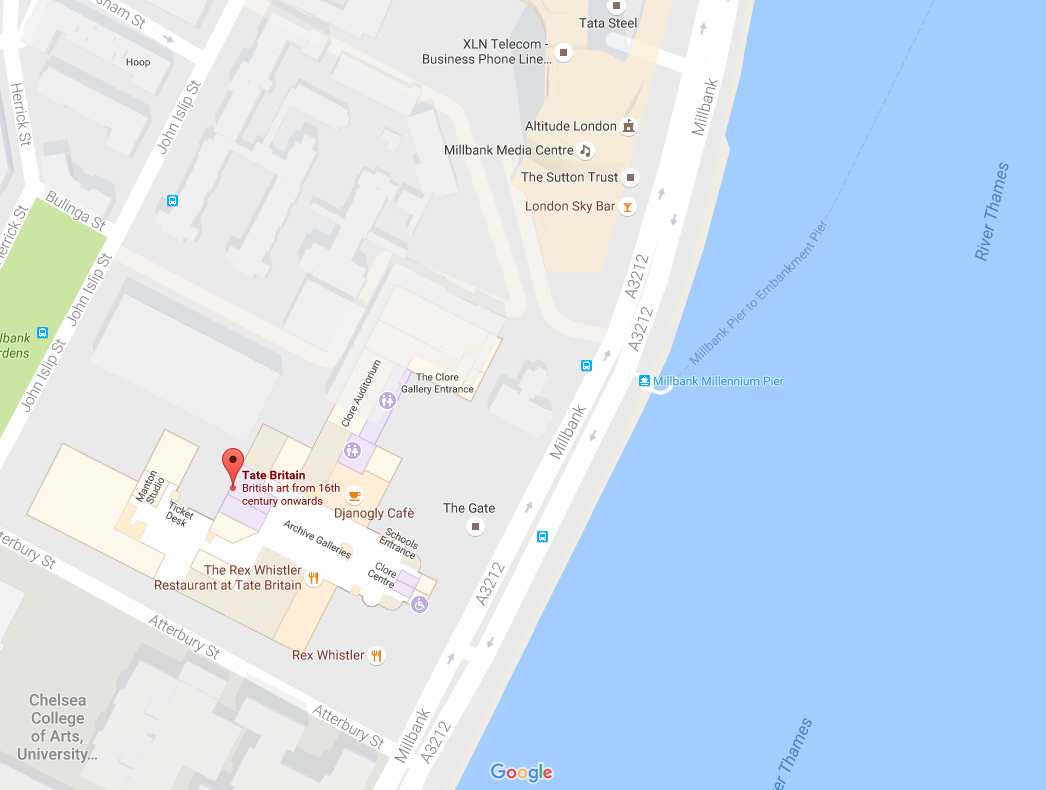 Tata Steel
XLN Telecom -
Business Phone Line...
Hoop
Herrick St
John Islip St
Millbank
Altitude London
Millbank Media Centre
The Sutton Trust
London Sky Bar
River Thames
Bulinga St
John Islip St
A3212
A3212
Millbank Pier to Embankment Pier
John Islip St
The Clore
Gallery Entrance
Clore Auditorium
Millbank Millennium Pier
Millbank
Tate Britain
British art from 16th
century onwards
Manton
Studio
Ticket
Desk
Djanogly Cafè
The Gate
Archive Galleries
Schools
Entrance
Clore
Centre
The Rex Whistler
Restaurant at Tate Britain
A3212
Atterbury St
Rex Whistler
Chelsea
College
of Arts,
University...
Atterbury St
Millbank
A3212
Thames
Google